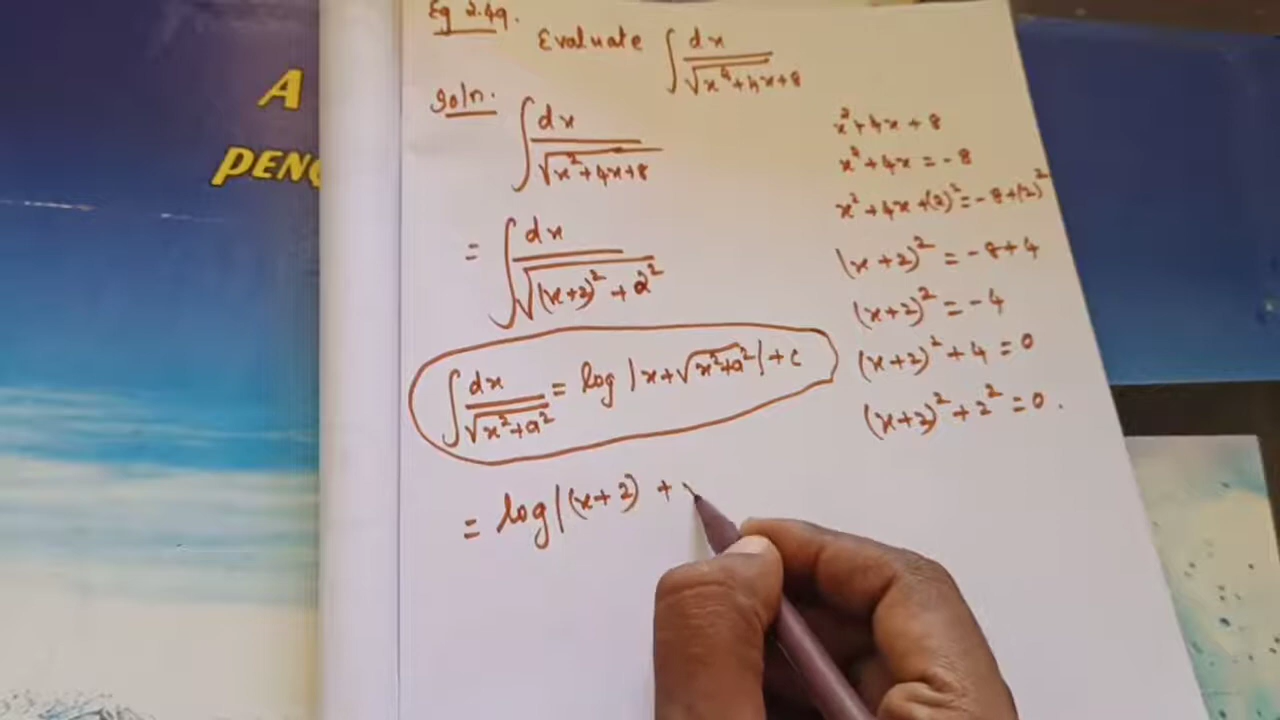 A
PENG
Eg 2.49.
Evaluate ∫ dx / √x⁴+4x+8
Soln.
∫ dx / √x²+4x+8
= ∫ dx / √(x+2)² + 2²
∫ dx / √x²+a² = log |x+√x²+a²| + c
= log |(x+2) +
x²+4x+8
x²+4x = -8
x²+4x+(2)² = -8+(2)²
(x+2)² = -8+4
(x+2)² = -4
(x+2)² + 4 = 0
(x+2)² + 2² = 0.